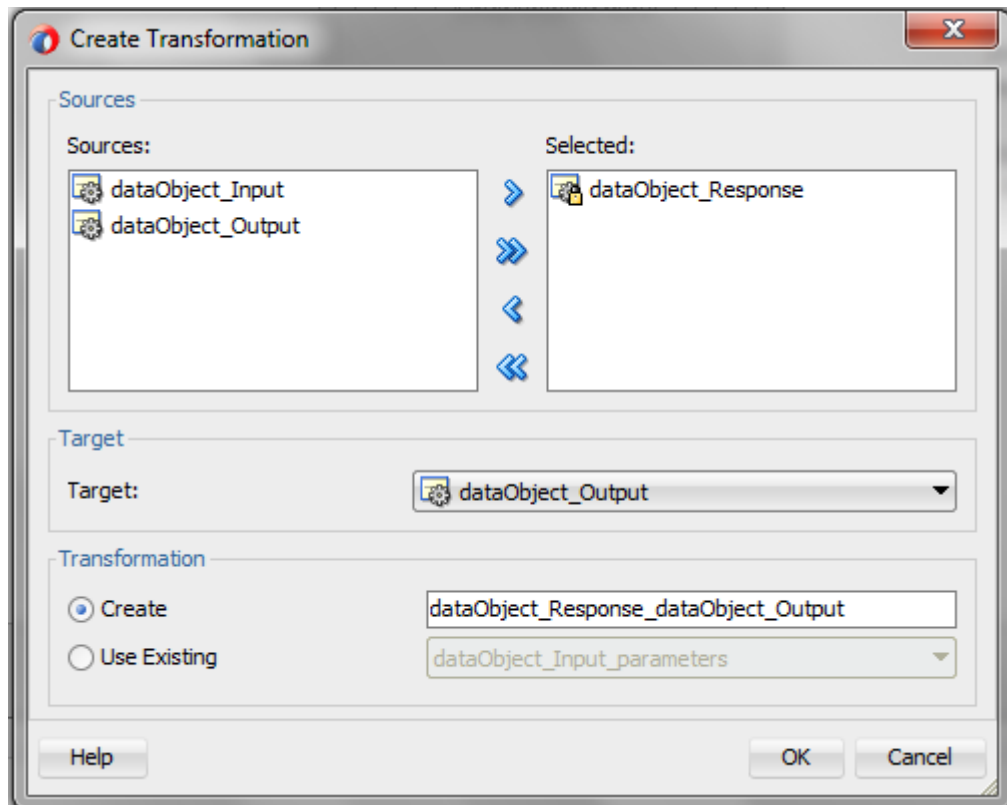 Create Transformation
Sources
Sources:
Selected:
dataObject_Input
dataObject_Output
dataObject_Response
Target
Target:
dataObject_Output
Transformation
Create
dataObject_Response_dataObject_Output
Use Existing
dataObject_Input_parameters
Help
OK
Cancel